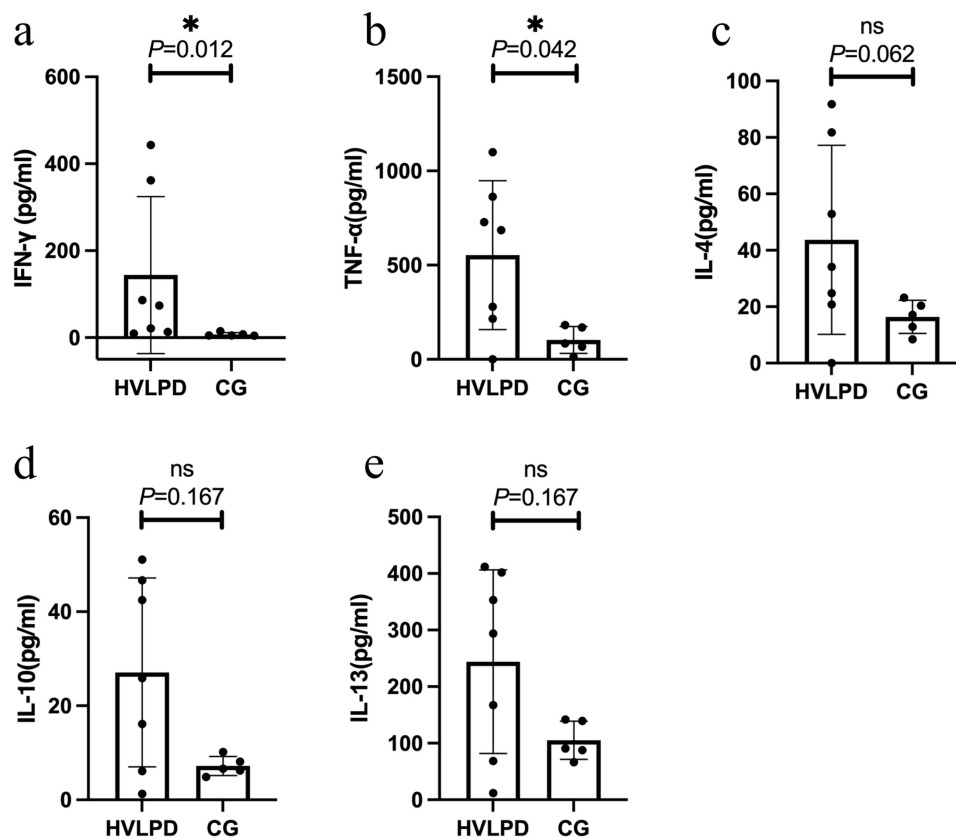 a
*
P=0.012
600
400
200
0
IFN-γ (pg/ml)
HVLPD CG
b
*
P=0.042
1500
1000
500
0
TNF-α(pg/ml)
HVLPD CG
c
ns
P=0.062
100
80
60
40
20
0
IL-4(pg/ml)
HVLPD CG
d
ns
P=0.167
60
40
20
0
IL-10(pg/ml)
HVLPD CG
e
ns
P=0.167
500
400
300
200
100
0
IL-13(pg/ml)
HVLPD CG